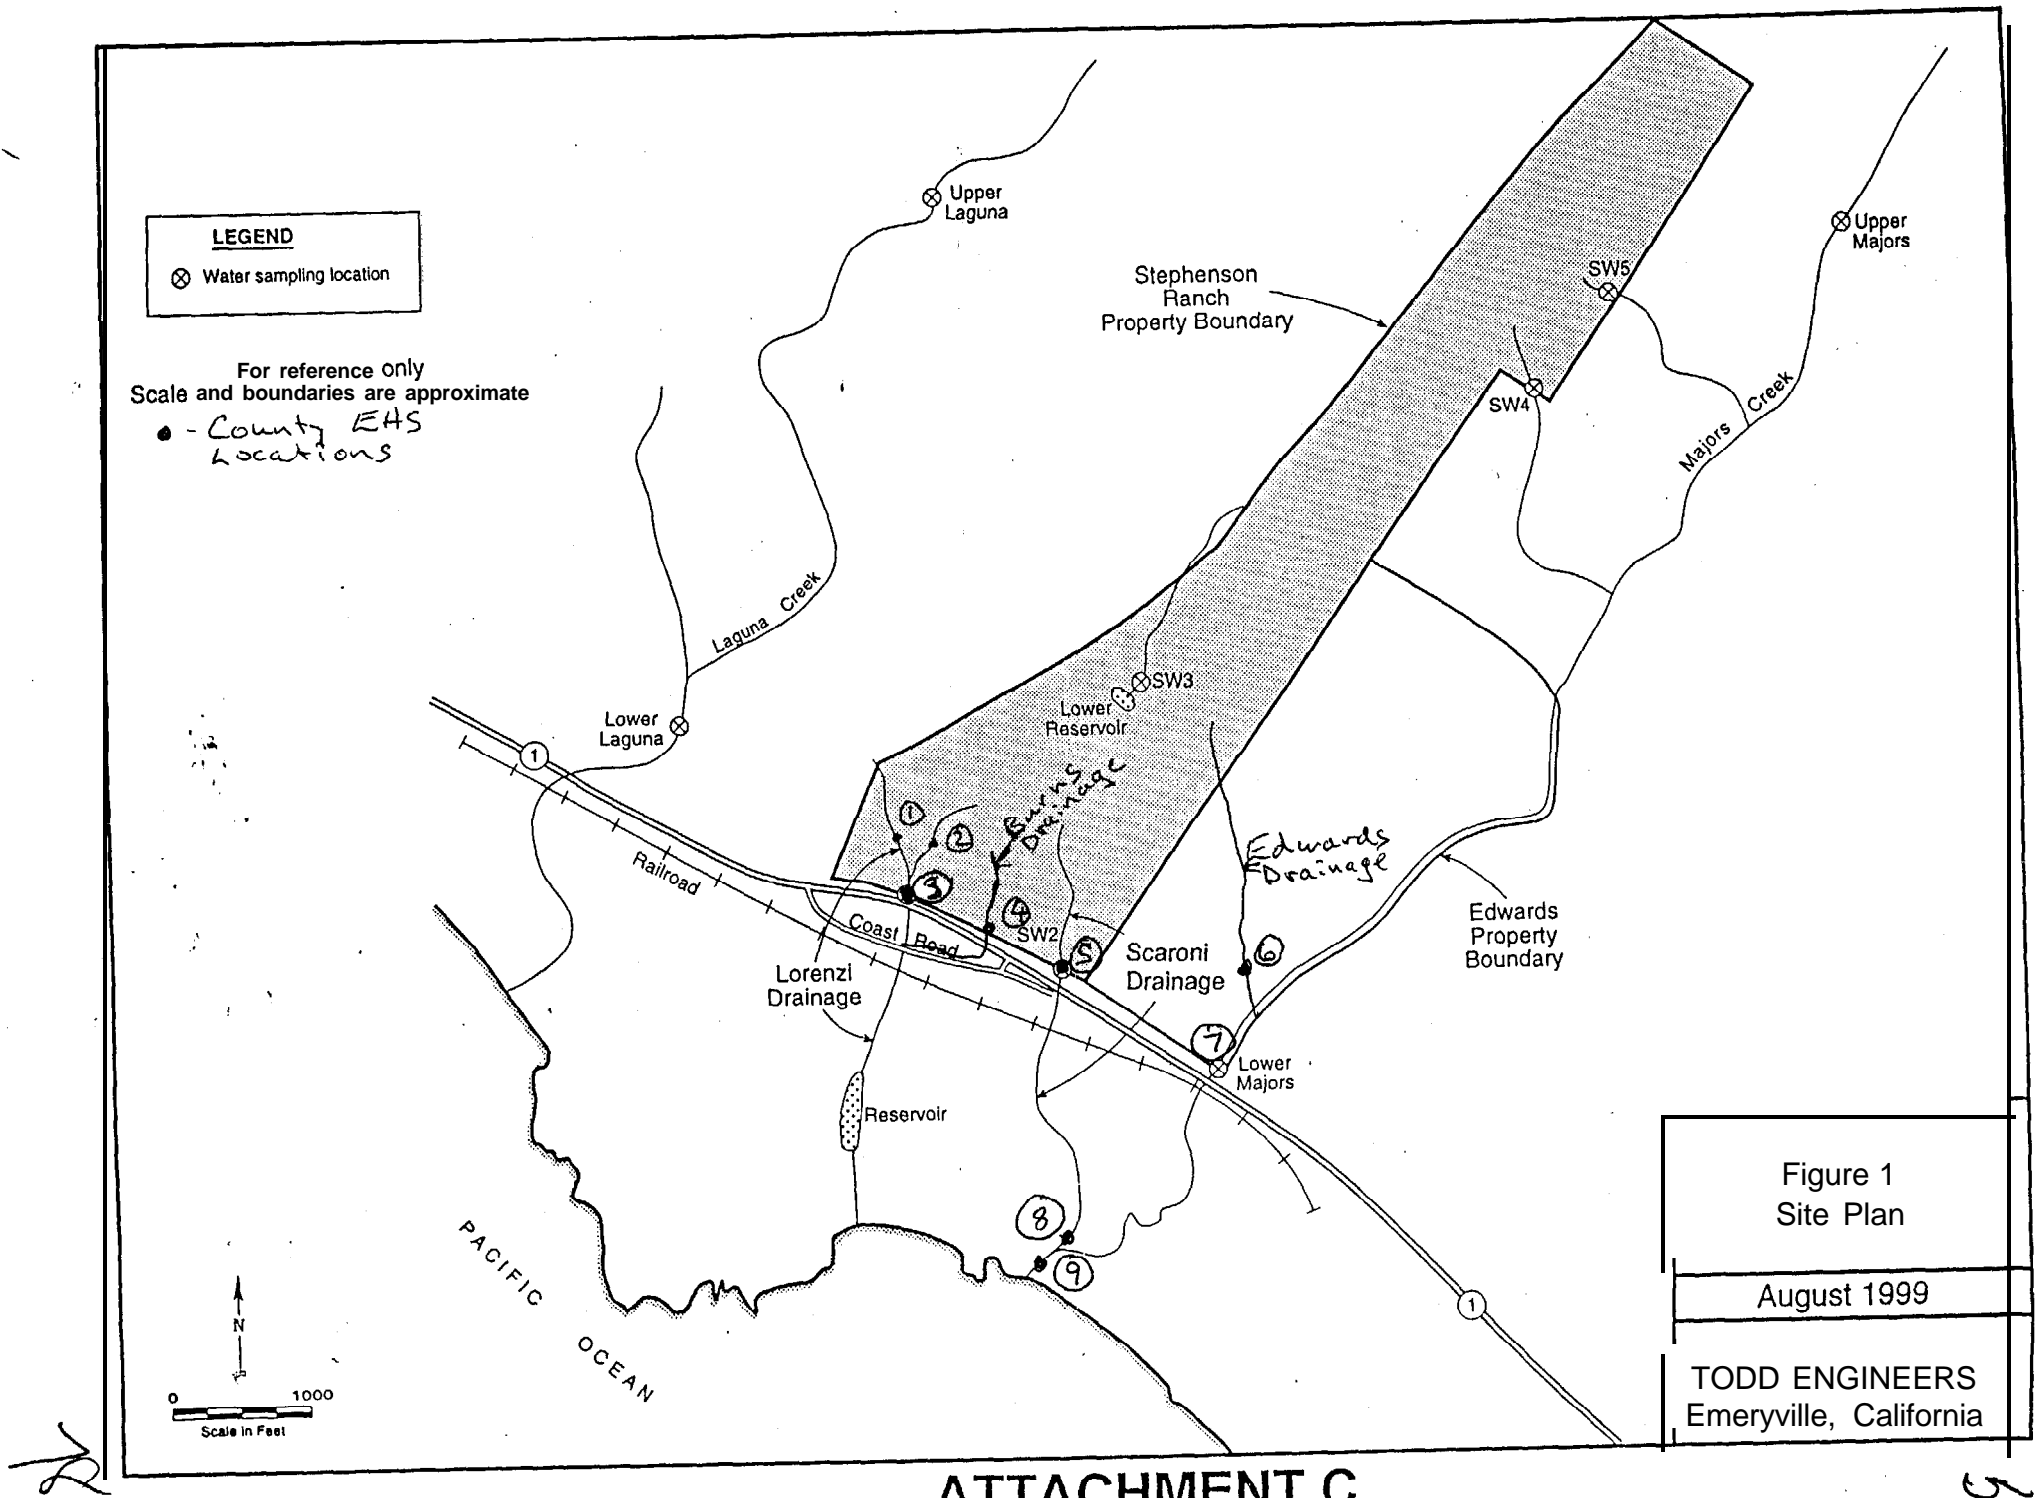 Upper
Laguna
LEGEND
Water sampling location
Upper
Majors
SW5
Stephenson
Ranch
Property Boundary
For reference only
Scale and boundaries are approximate
- County EHS
Locations
SW4
Majors Creek
Laguna Creek
SW3
Lower
Reservoir
Lower
Laguna
1
Burns
Drainage
1
2
Edwards
Drainage
Railroad
3
4
SW2
Coast Road
5
6
Edwards
Property
Boundary
Scaroni
Drainage
Lorenzi
Drainage
7
Lower
Majors
Reservoir
8
9
PACIFIC OCEAN
1
N
0 1000
Scale in Feet
Figure 1
Site Plan
August 1999
TODD ENGINEERS
Emeryville, California
ATTACHMENT C